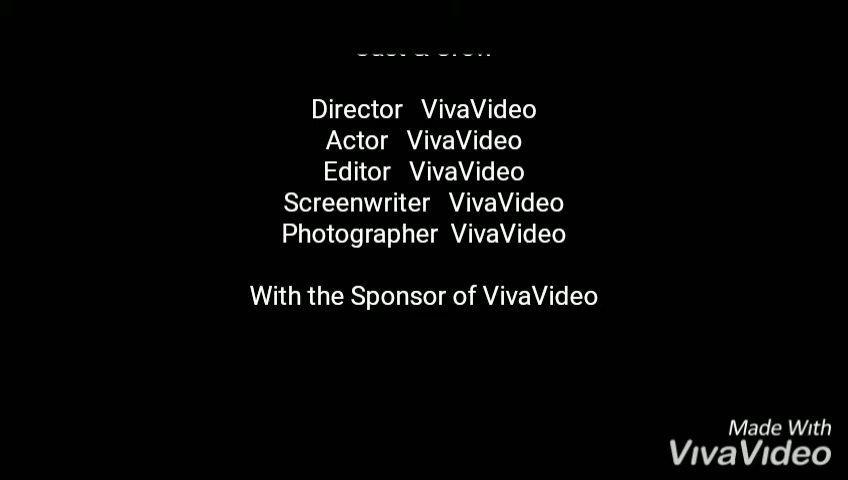 Director VivaVideo
Actor VivaVideo
Editor VivaVideo
Screenwriter VivaVideo
Photographer VivaVideo
With the Sponsor of VivaVideo
Made With
VivaVideo